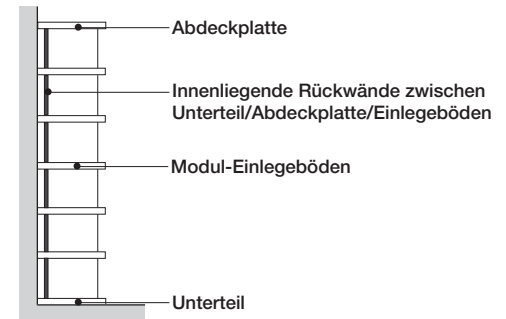 Abdeckplatte
Innenliegende Rückwände zwischen
Unterteil/Abdeckplatte/Einlegeböden
Modul-Einlegeböden
Unterteil